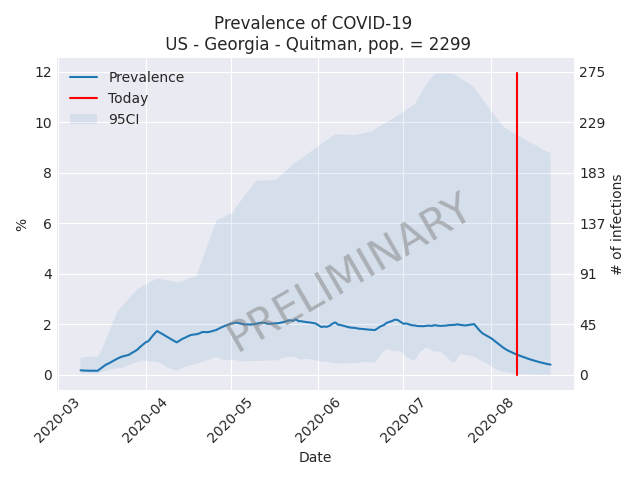 Prevalence of COVID-19
US - Georgia - Quitman, pop. = 2299
Prevalence
Today
95CI
12
10
8
6
4
2
0
%
275
229
183
137
91
45
0
# of infections
PRELIMINARY
2020-03
2020-04
2020-05
2020-06
2020-07
2020-08
Date